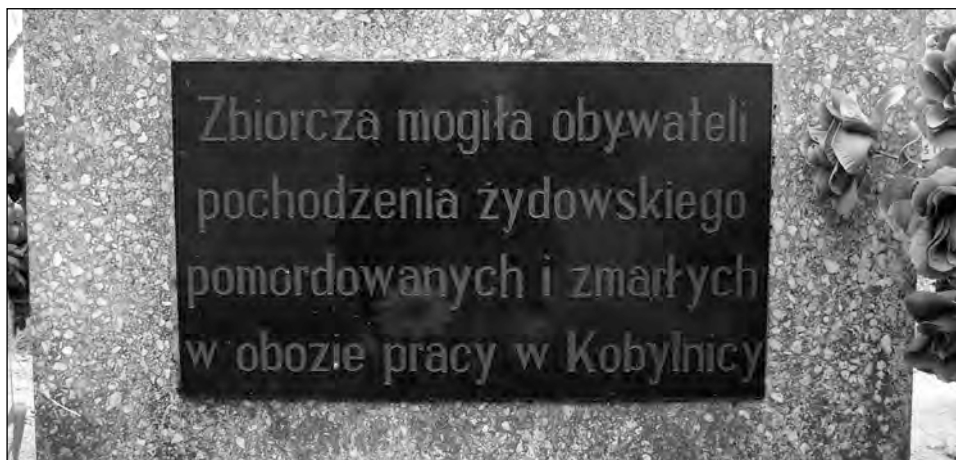 Zbiorcza mogiła obywateli
pochodzenia żydowskiego
pomordowanych i zmarłych
w obozie pracy w Kobylnicy